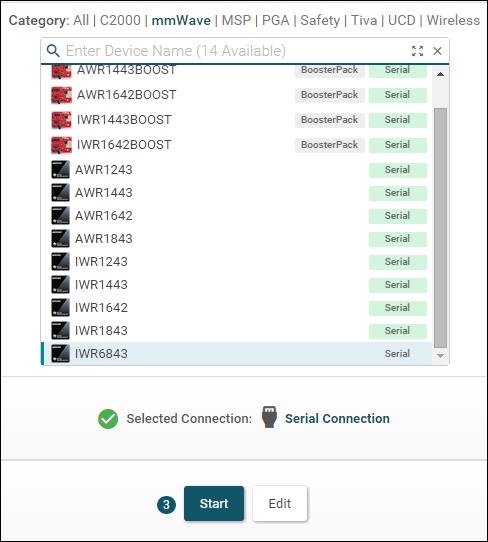 Category: All | C2000 | mmWave | MSP | PGA | Safety | Tiva | UCD | Wireless
Enter Device Name (14 Available)
AWR1443BOOST BoosterPack Serial
AWR1642BOOST BoosterPack Serial
IWR1443BOOST BoosterPack Serial
IWR1642BOOST BoosterPack Serial
AWR1243 Serial
AWR1443 Serial
AWR1642 Serial
AWR1843 Serial
IWR1243 Serial
IWR1443 Serial
IWR1642 Serial
IWR1843 Serial
IWR6843 Serial
Selected Connection: Serial Connection
3 Start Edit